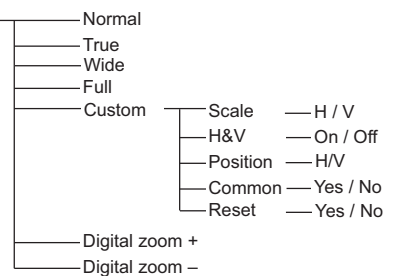 Normal
True
Wide
Full
Custom Scale H / V
H&V On / Off
Position H/V
Common Yes / No
Reset Yes / No
Digital zoom +
Digital zoom –